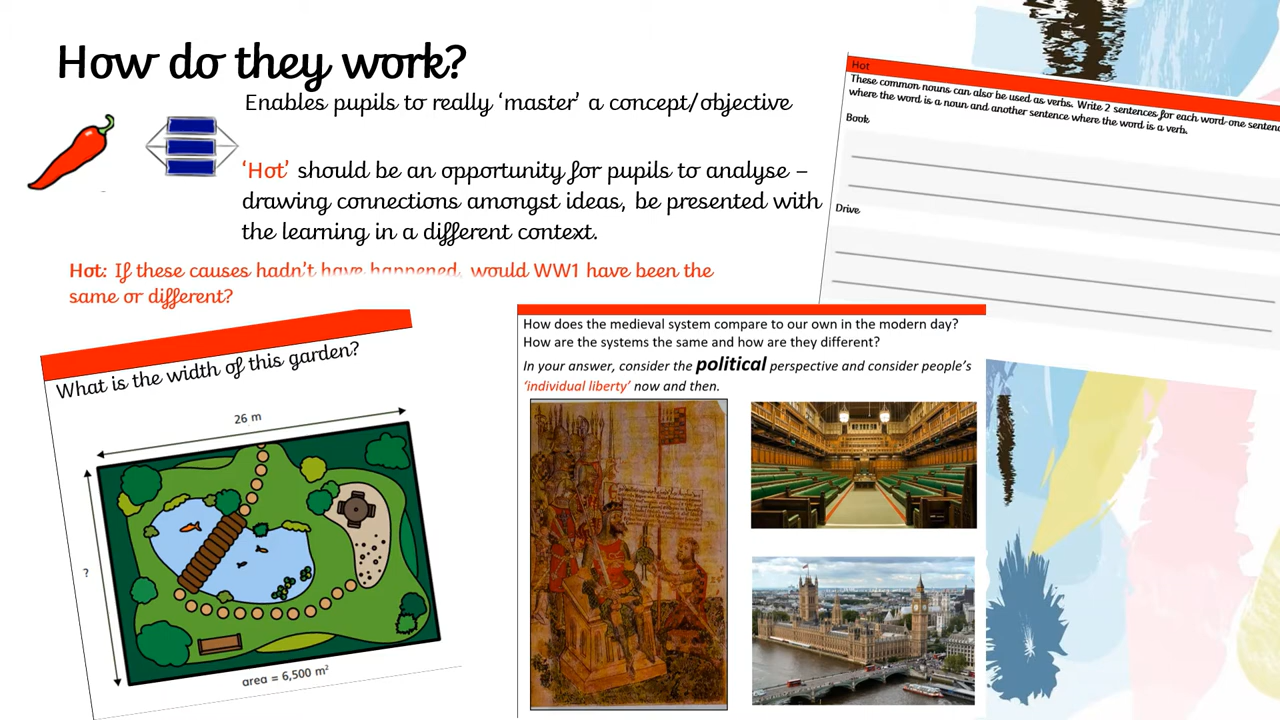 How do they work?
Enables pupils to really ‘master’ a concept/objective
‘Hot’ should be an opportunity for pupils to analyse –
drawing connections amongst ideas, be presented with
the learning in a different context.
Hot: If these causes hadn't have happened, would WW1 have been the
same or different?
Hot
These common nouns can also be used as verbs. Write 2 sentences for each word-one sentence
where the word is a noun and another sentence where the word is a verb.
Book
Drive
What is the width of this garden?
26 m
?
area = 6,500 m²
How does the medieval system compare to our own in the modern day?
How are the systems the same and how are they different?
In your answer, consider the political perspective and consider people’s
‘individual liberty’ now and then.